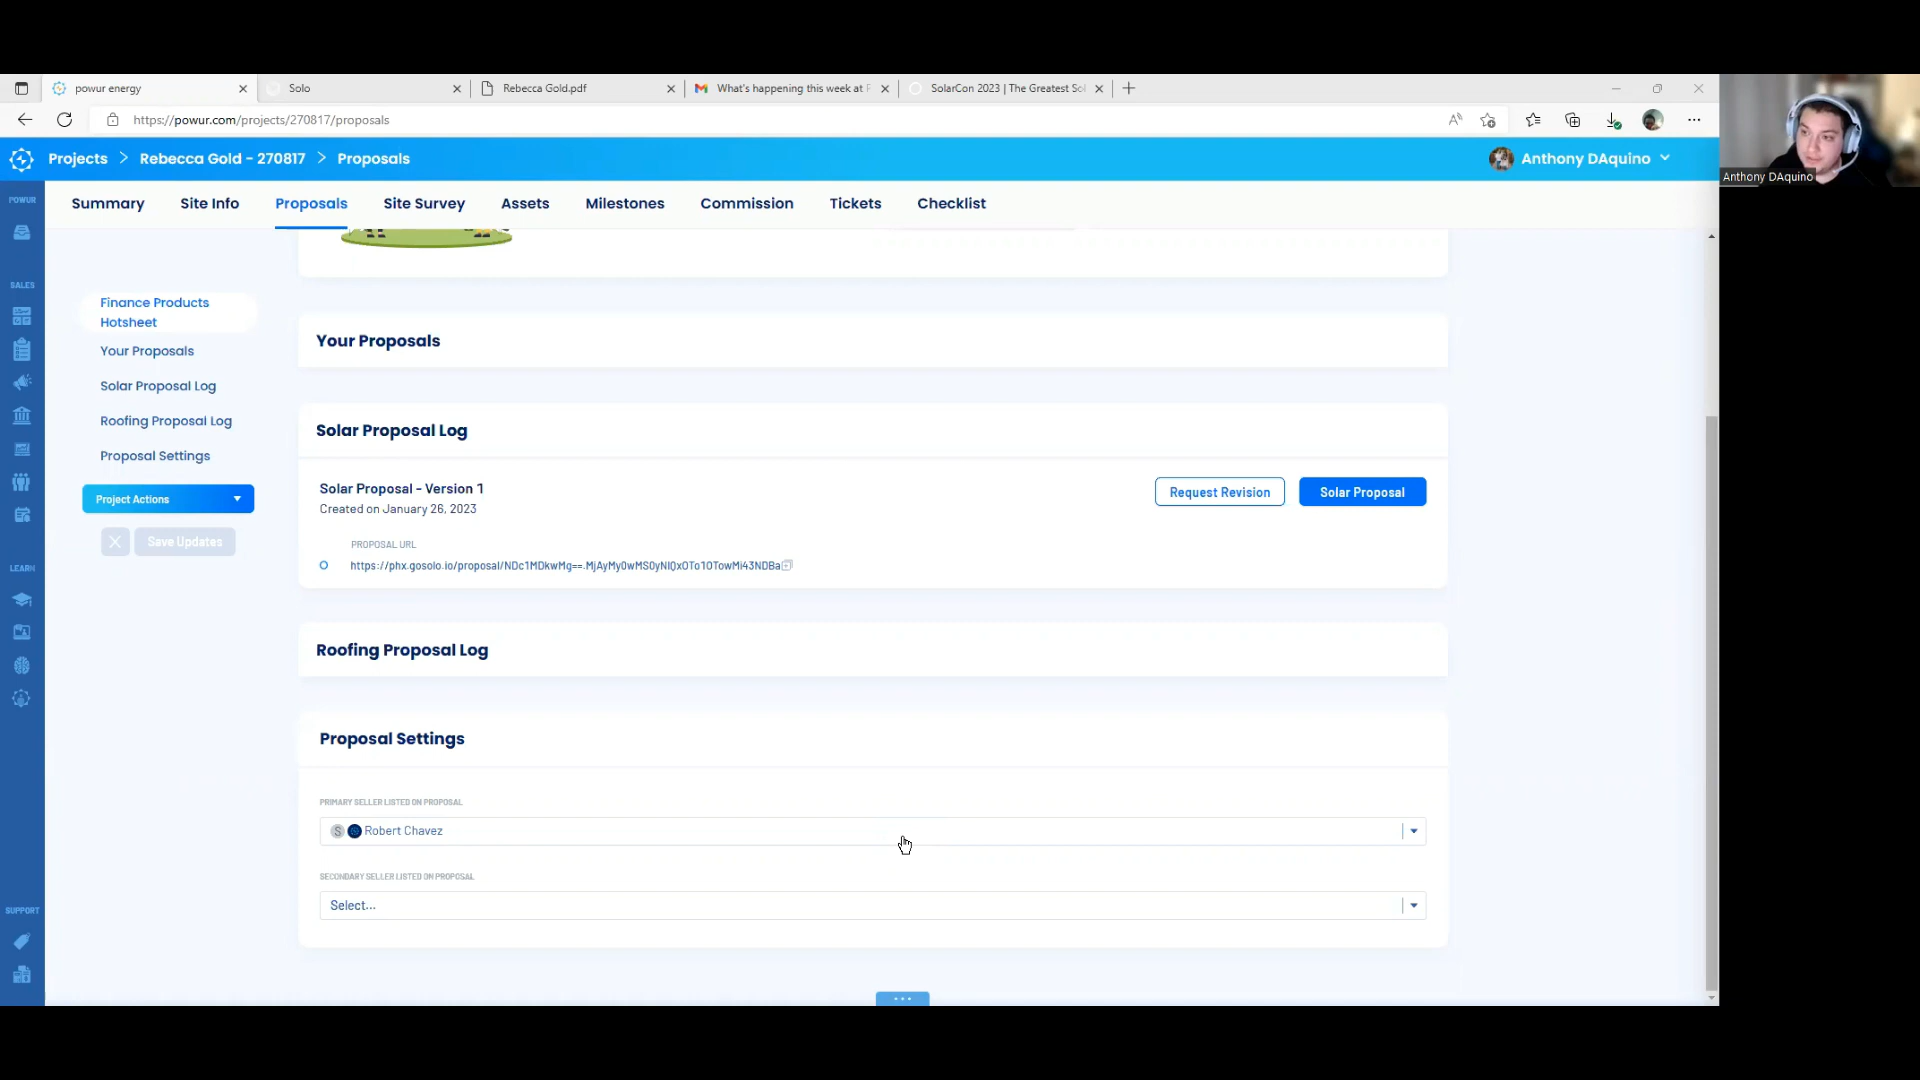 powur energy
Solo
Rebecca Gold.pdf
What's happening this week at P
SolarCon 2023 | The Greatest Sol
https://powur.com/projects/270817/proposals
Projects > Rebecca Gold - 270817 > Proposals
Anthony DAquino
Anthony DAquino
POWUR
Summary
Site Info
Proposals
Site Survey
Assets
Milestones
Commission
Tickets
Checklist
SALES
LEARN
SUPPORT
Finance Products
Hotsheet
Your Proposals
Solar Proposal Log
Roofing Proposal Log
Proposal Settings
Project Actions
Save Updates
Your Proposals
Solar Proposal Log
Solar Proposal - Version 1
Created on January 26, 2023
Request Revision
Solar Proposal
PROPOSAL URL
https://phx.gosolo.io/proposal/NDc1MDkwMg==.MjAyMy0wMS0yNlQxOTo1OTowMi43NDBa
Roofing Proposal Log
Proposal Settings
PRIMARY SELLER LISTED ON PROPOSAL
Robert Chavez
SECONDARY SELLER LISTED ON PROPOSAL
Select...